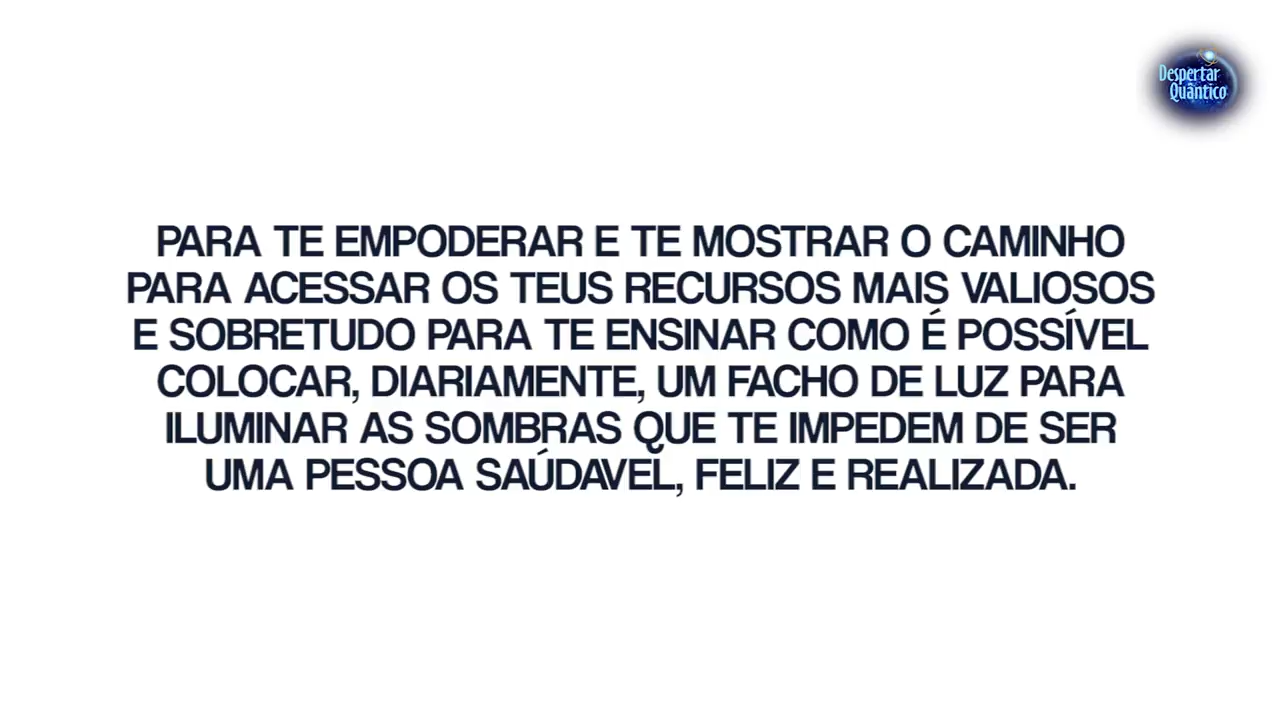 Despertar
Quântico
PARA TE EMPODERAR E TE MOSTRAR O CAMINHO
PARA ACESSAR OS TEUS RECURSOS MAIS VALIOSOS
E SOBRETUDO PARA TE ENSINAR COMO É POSSÍVEL
COLOCAR, DIARIAMENTE, UM FACHO DE LUZ PARA
ILUMINAR AS SOMBRAS QUE TE IMPEDEM DE SER
UMA PESSOA SAÚDAVEL, FELIZ E REALIZADA.